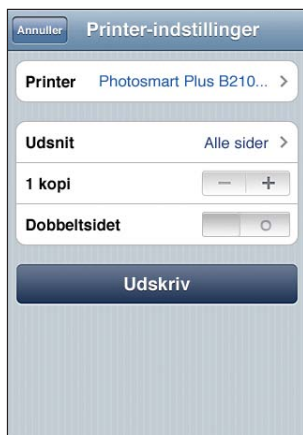 Annuller Printer-indstillinger
Printer Photosmart Plus B210... >
Udsnit Alle sider >
1 kopi − +
Dobbeltsidet
Udskriv